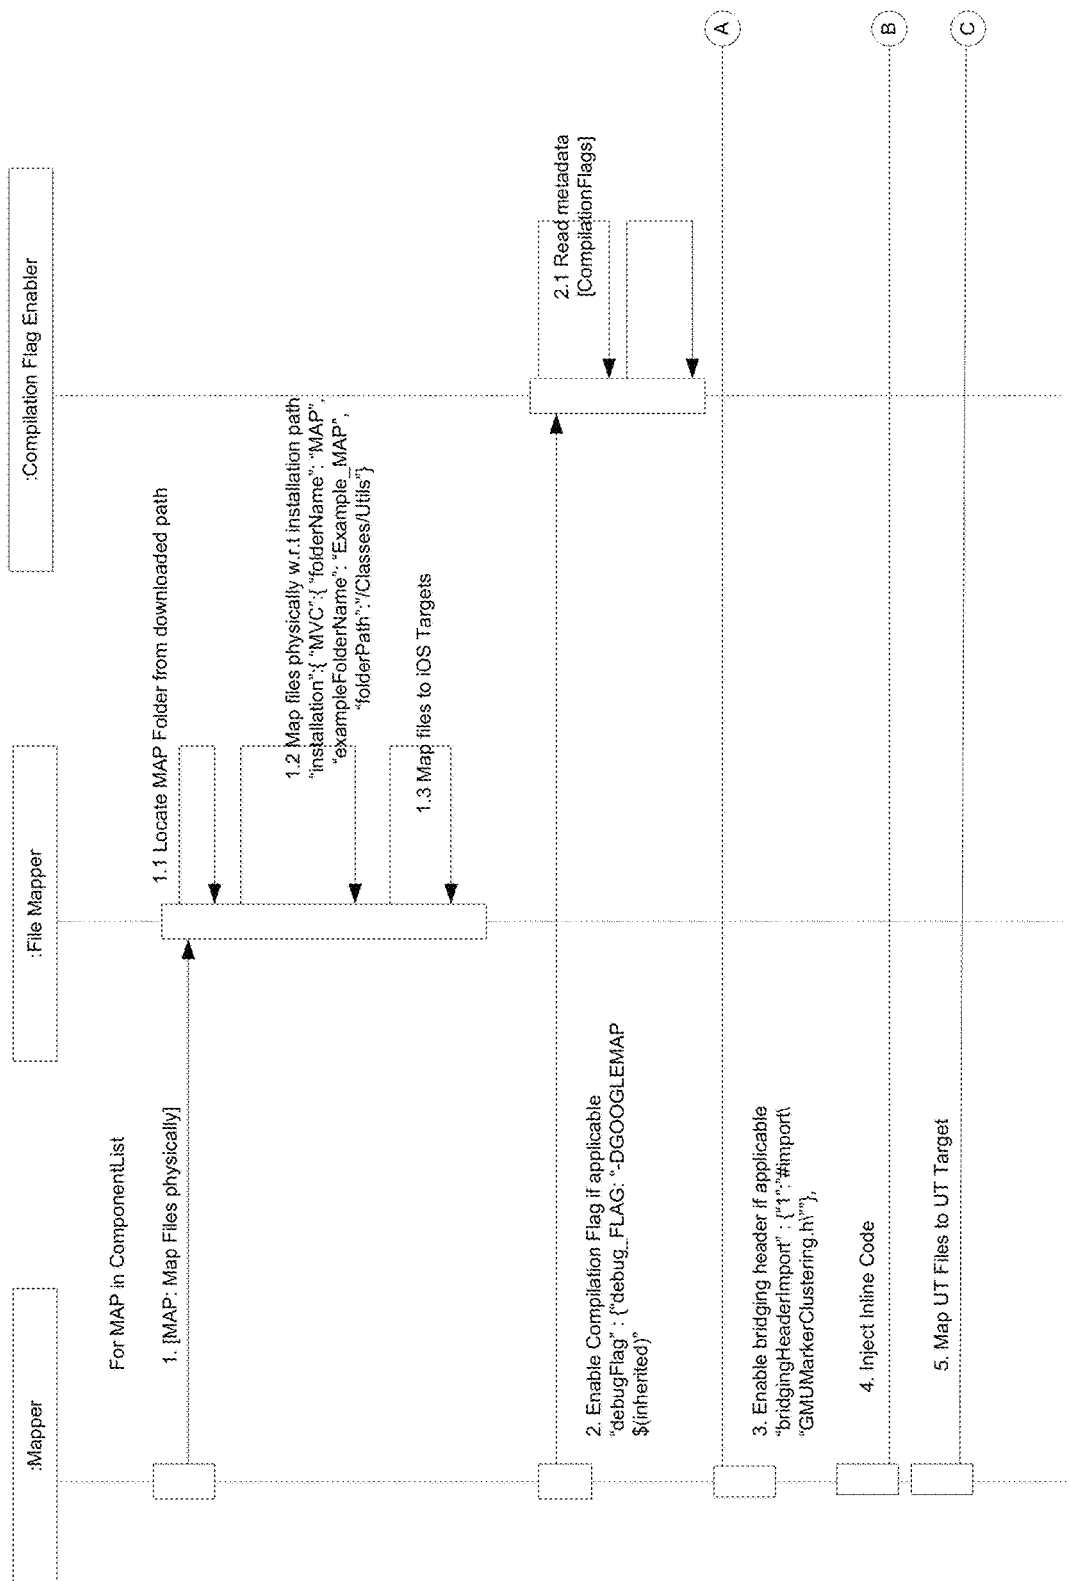 :Mapper
:File Mapper
:Compilation Flag Enabler
For MAP in ComponentList
1. [MAP: Map Files physically]
1.1 Locate MAP Folder from downloaded path
1.2 Map files physically w.r.t installation path
“installation”:{ “MVC”:{ “folderName”: “MAP”,
“exampleFolderName”: “Example_MAP”,
“folderPath”:“/Classes/Utils”}
1.3 Map files to iOS Targets
2. Enable Compilation Flag if applicable
“debugFlag” : {“debug_FLAG: “-DGOOGLEMAP
$(inherited)”
2.1 Read metadata
[CompilationFlags]
A
3. Enable bridging header if applicable
“bridgingHeaderImport” : {“1”:“#import\
“GMUMarkerClustering.h\””},
4. Inject Inline Code
B
5. Map UT Files to UT Target
C